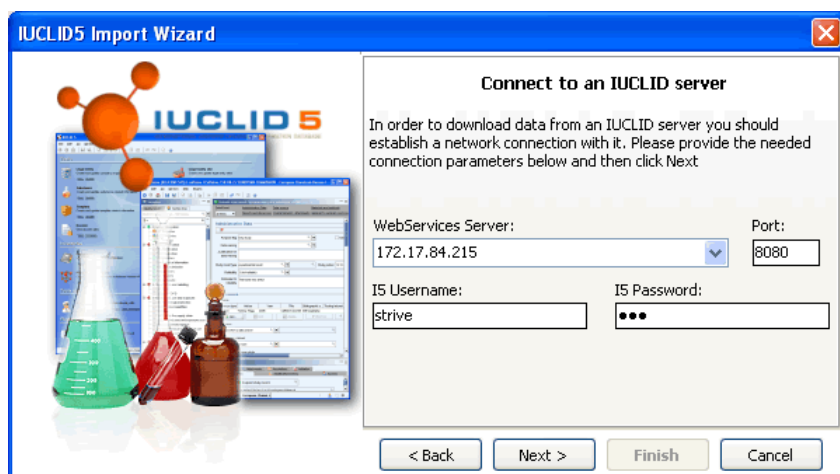 IUCLID5 Import Wizard
IUCLID 5
Connect to an IUCLID server
In order to download data from an IUCLID server you should
establish a network connection with it. Please provide the needed
connection parameters below and then click Next
WebServices Server: Port:
172.17.84.215 8080
I5 Username: I5 Password:
strive ●●●
< Back Next > Finish Cancel